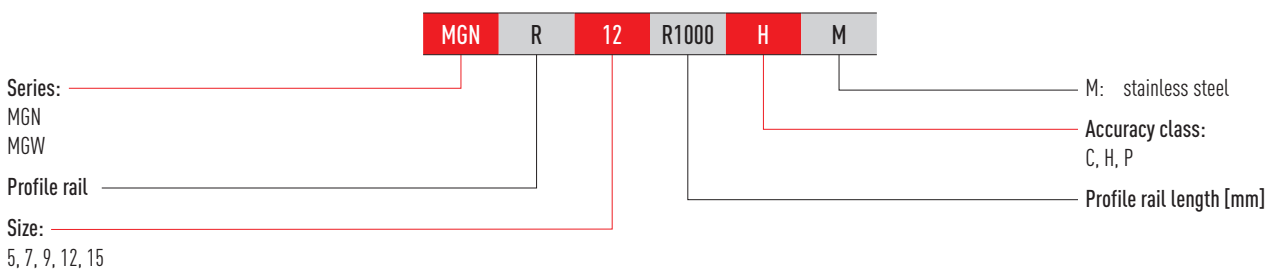 MGN R 12 R1000 H M
Series:
MGN
MGW
Profile rail
Size:
5, 7, 9, 12, 15
M: stainless steel
Accuracy class:
C, H, P
Profile rail length [mm]